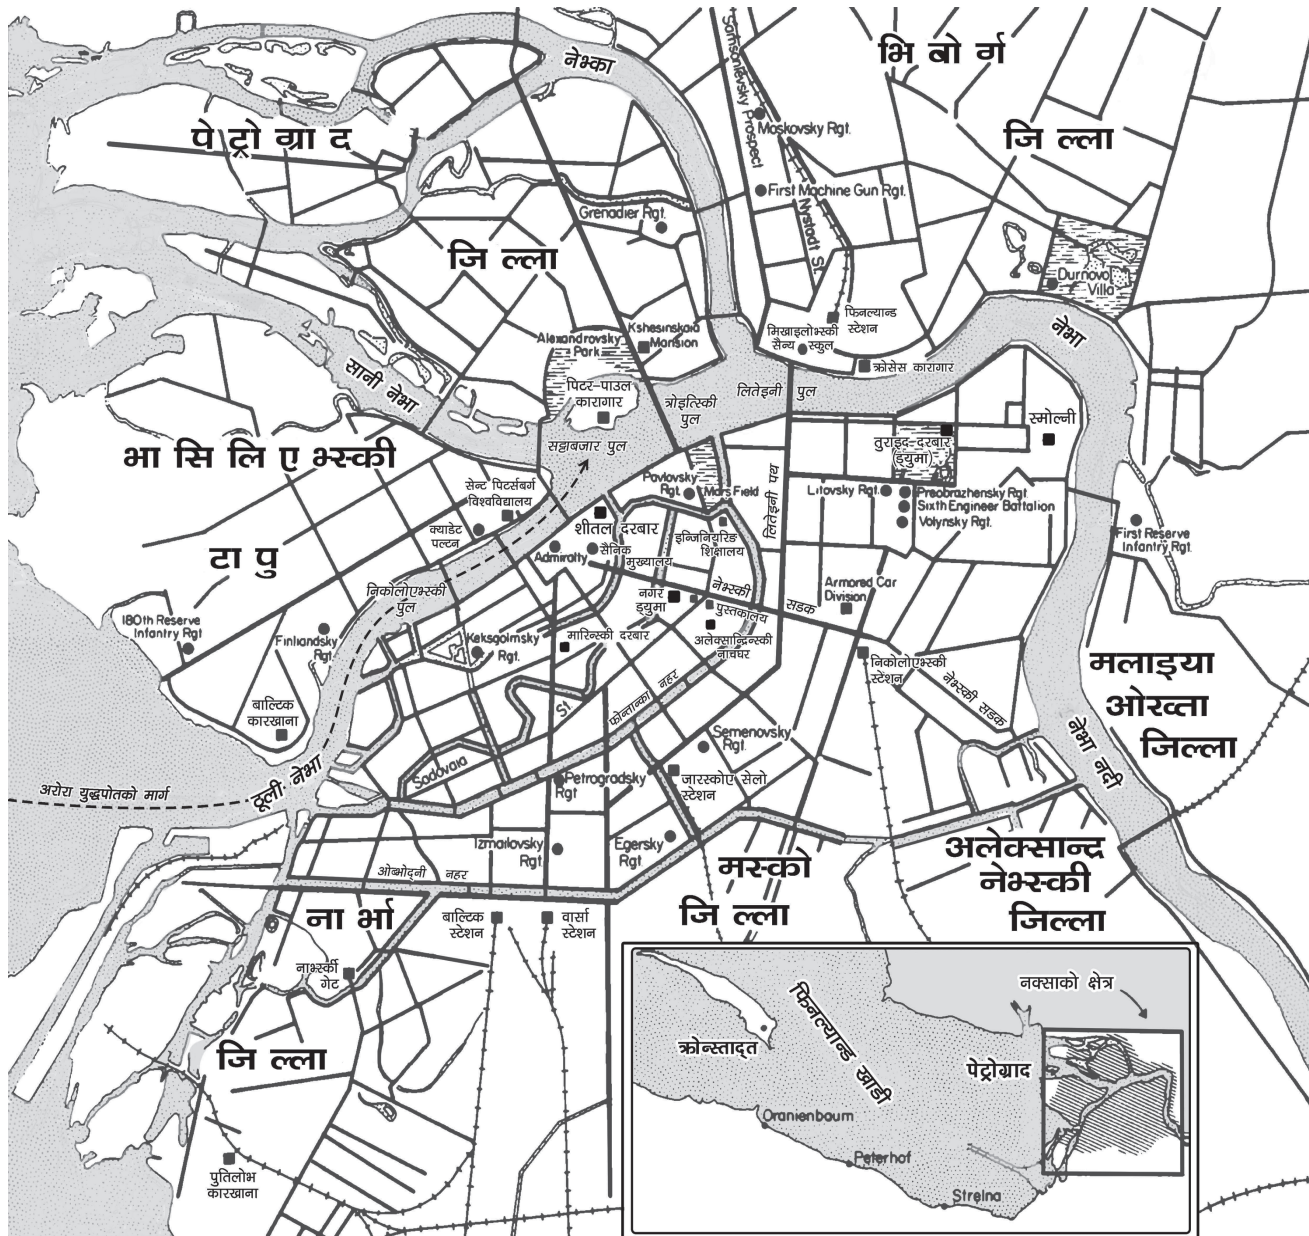 नेभ्का
Samsonievsky Prospect
भिबोर्ग
जिल्ला
पेट्रोग्राद
जिल्ला
Moskovsky Rgt.
First Machine Gun Rgt.
Nystadt St.
Grenadier Rgt.
Durnovo
Villa
फिनल्यान्ड
स्टेशन
मिखाइलोभ्स्की
सैन्य स्कुल
क्रोसेस कारागार
नेभा
Kshesinskaia
Mansion
Alexandrovsky
Park
पिटर-पाउल
कारागार
सानी नेभा
त्रोइत्स्की
पुल
लितेइनी पुल
सट्टाबजार पुल
भासिलिएभ्स्की
टापु
स्मोल्नी
तुराइद-दरबार
(ड्युमा)
सेन्ट पिटर्सबर्ग
विश्वविद्यालय
क्याडेट
पल्टन
Pavlovsky
Rgt.
Mars Field
लितेइनी पथ
Litovsky Rgt.
Preobrazhensky Rgt.
Sixth Engineer Battalion
Volynsky Rgt.
First Reserve
Infantry Rgt.
शीतल दरबार
Admiralty
सैनिक
मुख्यालय
इन्जिनियरिङ
शिक्षालय
नेभ्स्की
सडक
Armored Car
Division
नगर
ड्युमा
पुस्तकालय
अलेक्सान्द्रिन्स्की
नाचघर
निकोलोएभ्स्की
पुल
180th Reserve
Infantry Rgt
Finliandsky
Rgt.
Keksgolmsky
Rgt.
मारिन्स्की दरबार
निकोलोएभ्स्की
स्टेशन
नेभ्स्की सडक
मलाइया
ओख्ता
जिल्ला
बाल्टिक
कारखाना
Sadovaia
St.
फोन्तान्का नहर
Semenovsky
Rgt.
जारस्कोए सेलो
स्टेशन
Petrogradsky
Rgt
नेभा नदी
अरोरा युद्धपोतको मार्ग
ठूली नेभा
Izmailovsky
Rgt.
Egersky
Rgt
ओब्भोद्नी नहर
मस्को
जिल्ला
अलेक्सान्द्र
नेभ्स्की
जिल्ला
नार्भा
जिल्ला
नार्भ्स्की
गेट
बाल्टिक
स्टेशन
वार्सा
स्टेशन
पुतिलोभ
कारखाना
नक्साको क्षेत्र
फिनल्यान्ड खाडी
क्रोन्स्ताद्त
पेट्रोग्राद
Oranienbaum
Peterhof
Strelna